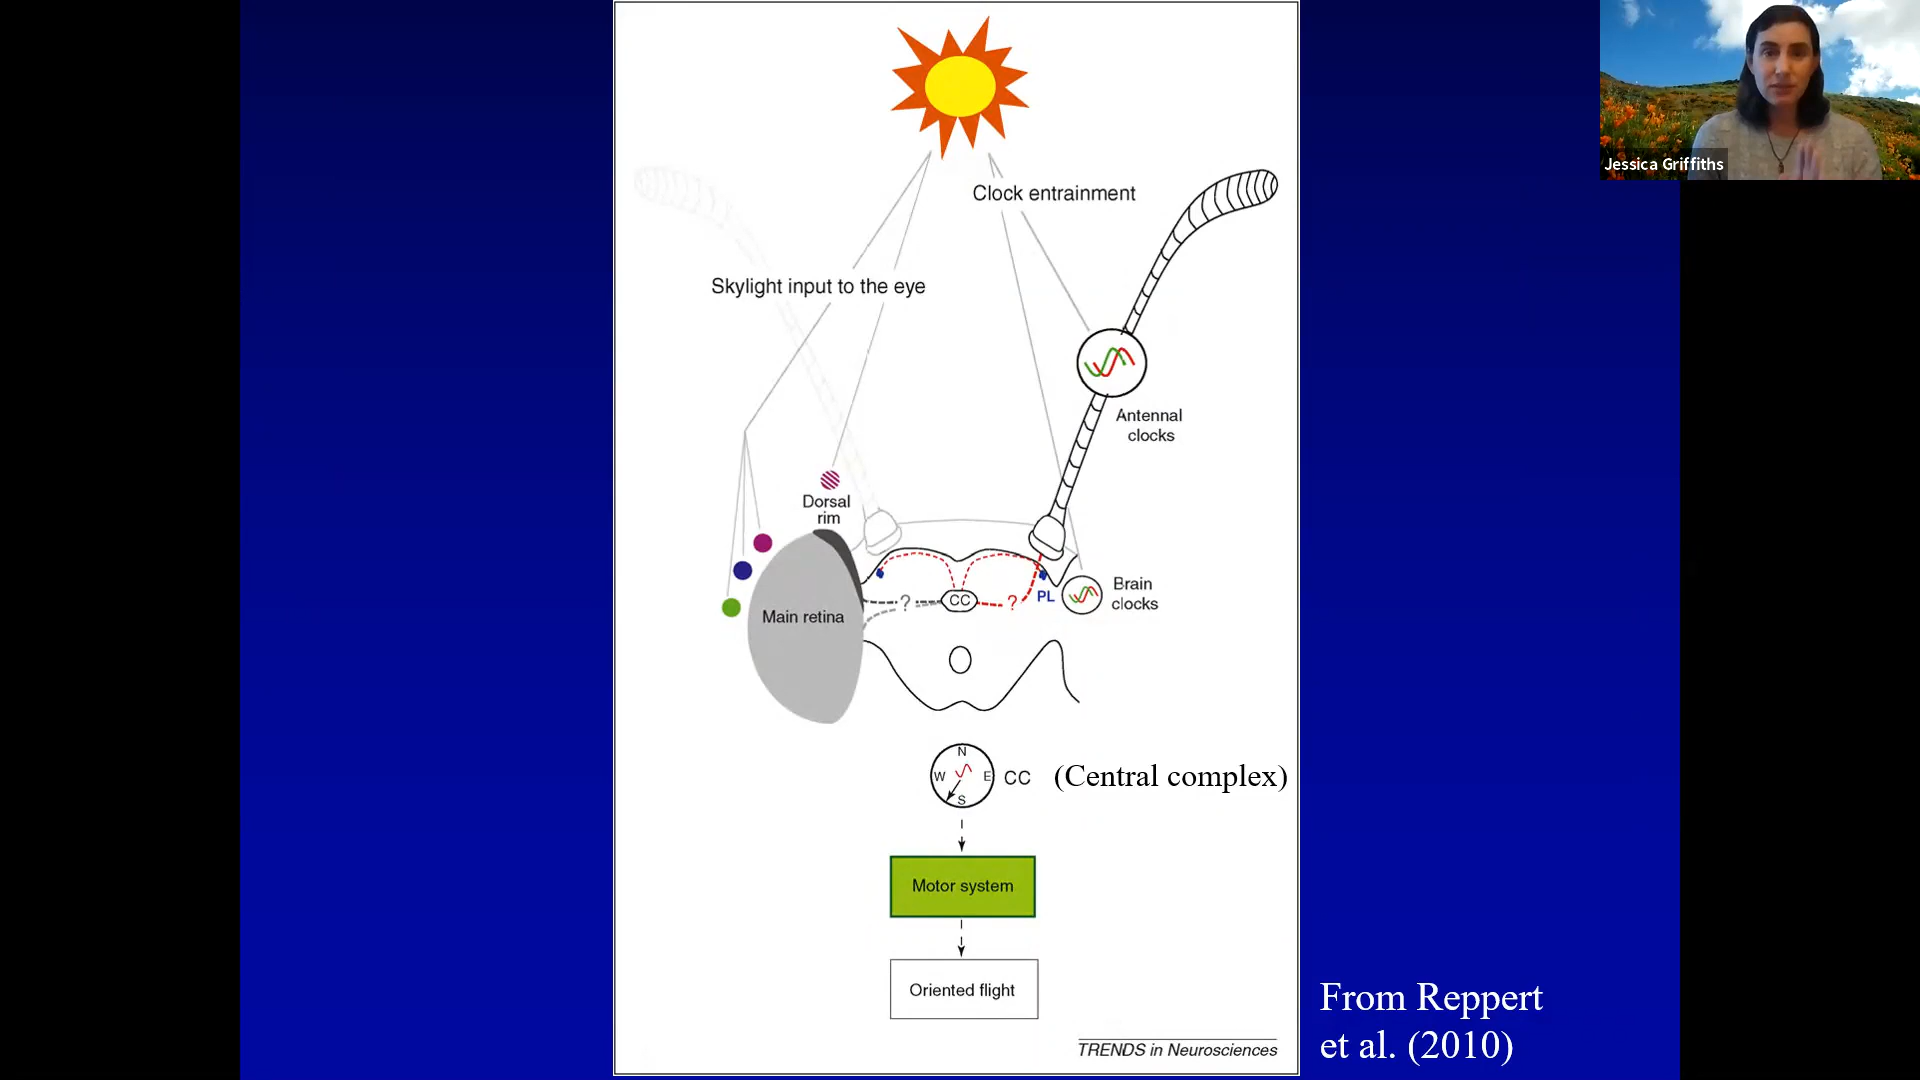 Jessica Griffiths
Clock entrainment
Skylight input to the eye
Antennal
clocks
Dorsal
rim
Main retina
?
CC
?
PL
Brain
clocks
N
W
E
S
CC
(Central complex)
Motor system
Oriented flight
From Reppert
et al. (2010)
TRENDS in Neurosciences